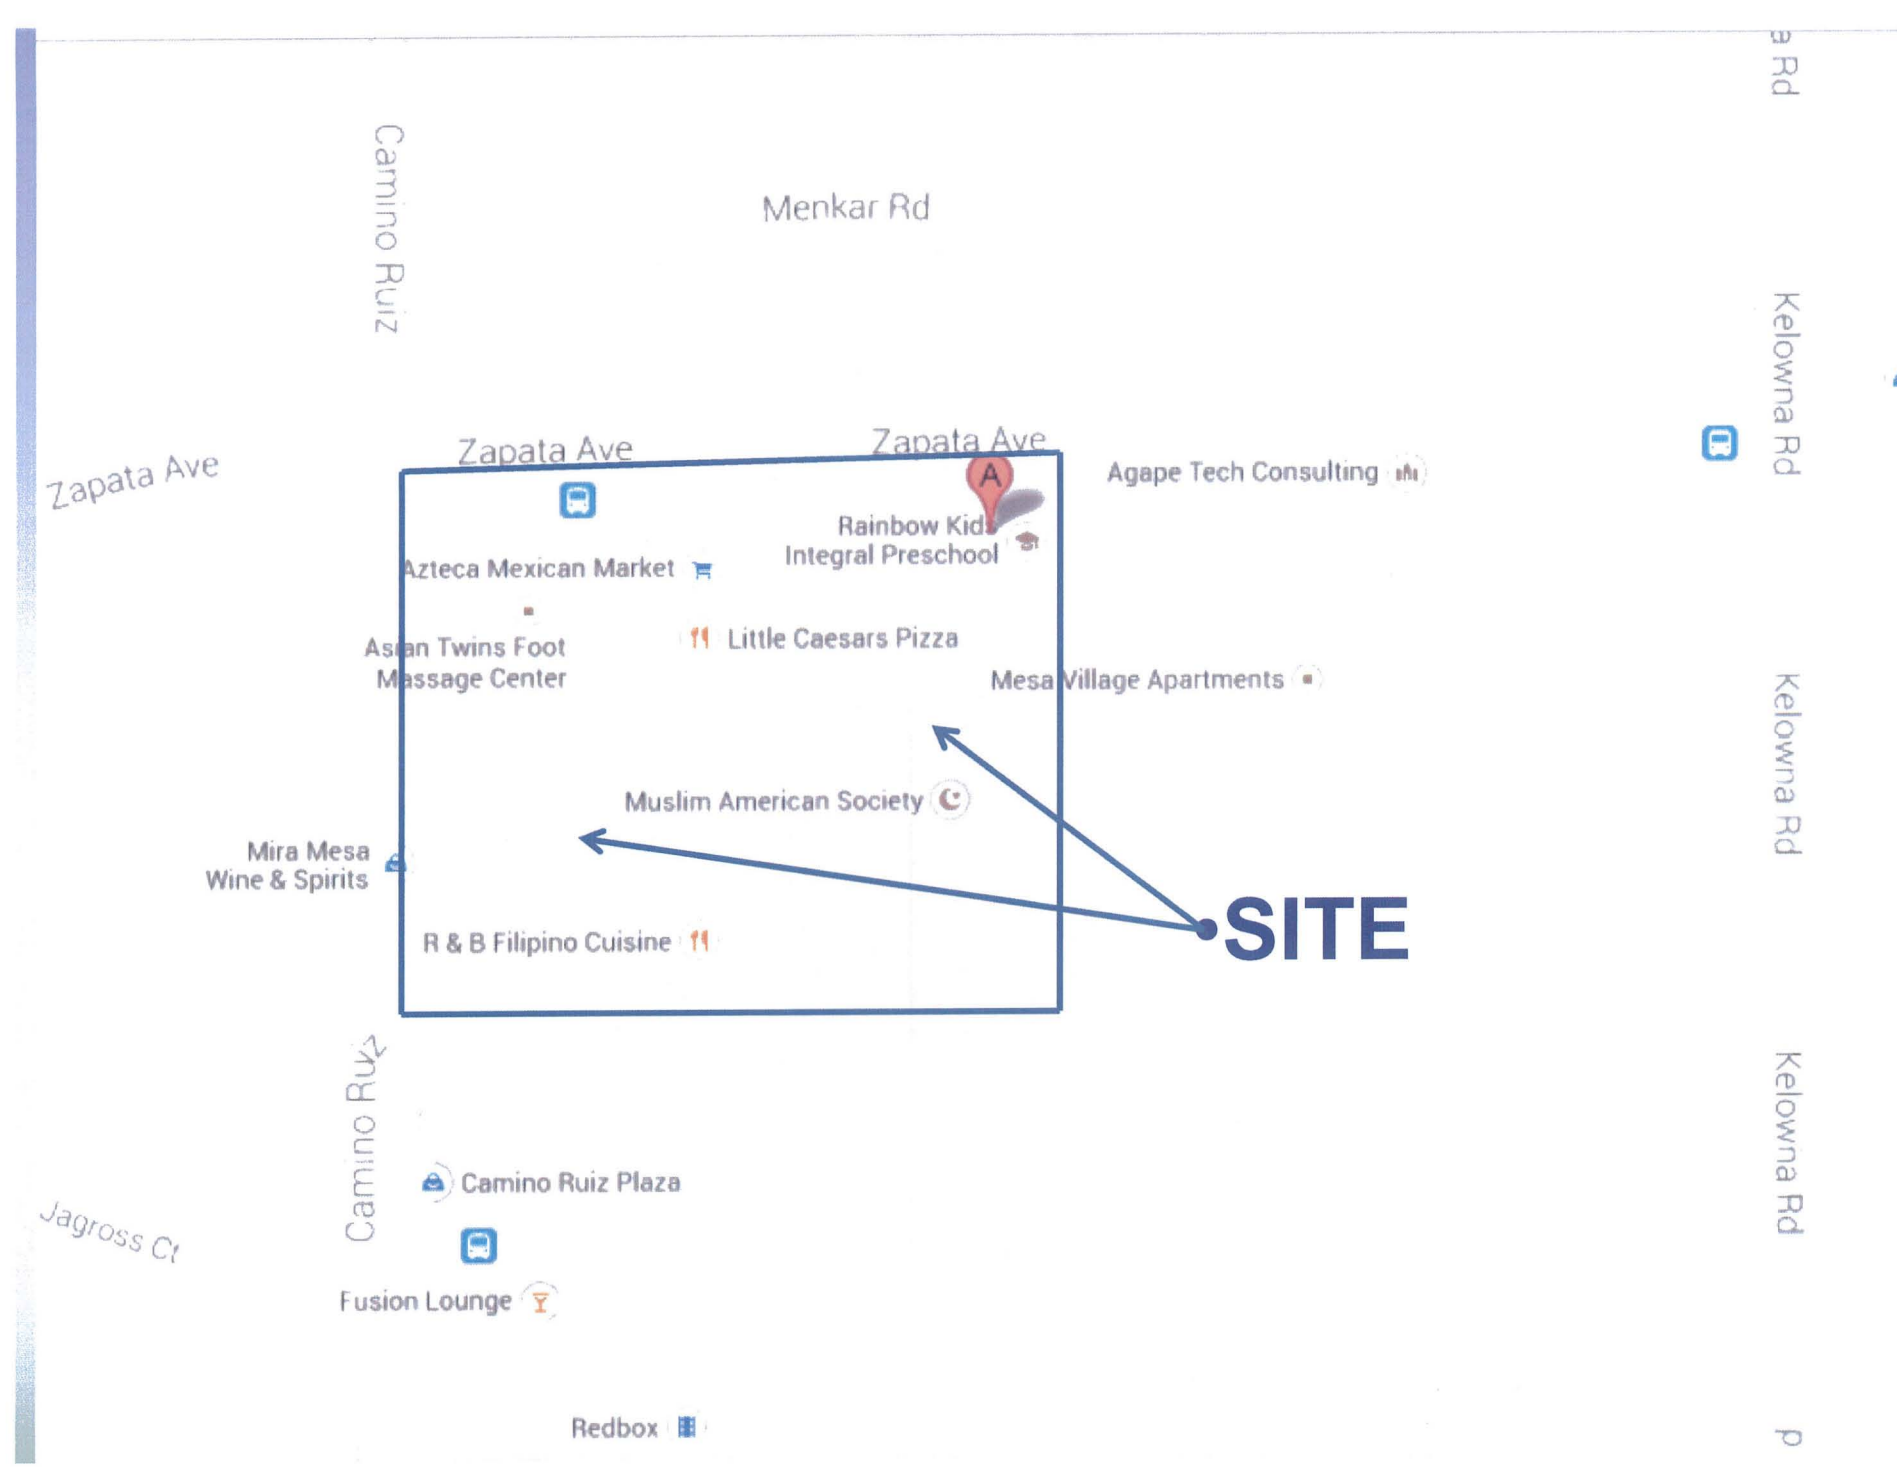 a Rd
Camino Ruiz
Menkar Rd
Kelowna Rd
Zapata Ave
Zapata Ave
Zapata Ave
A
Agape Tech Consulting
Rainbow Kids
Integral Preschool
Azteca Mexican Market
Asian Twins Foot
Massage Center
Little Caesars Pizza
Mesa Village Apartments
Kelowna Rd
Muslim American Society
Mira Mesa
Wine & Spirits
R & B Filipino Cuisine
SITE
Camino Ruiz
Kelowna Rd
Camino Ruiz Plaza
Jagross Ct
Fusion Lounge
Redbox
p